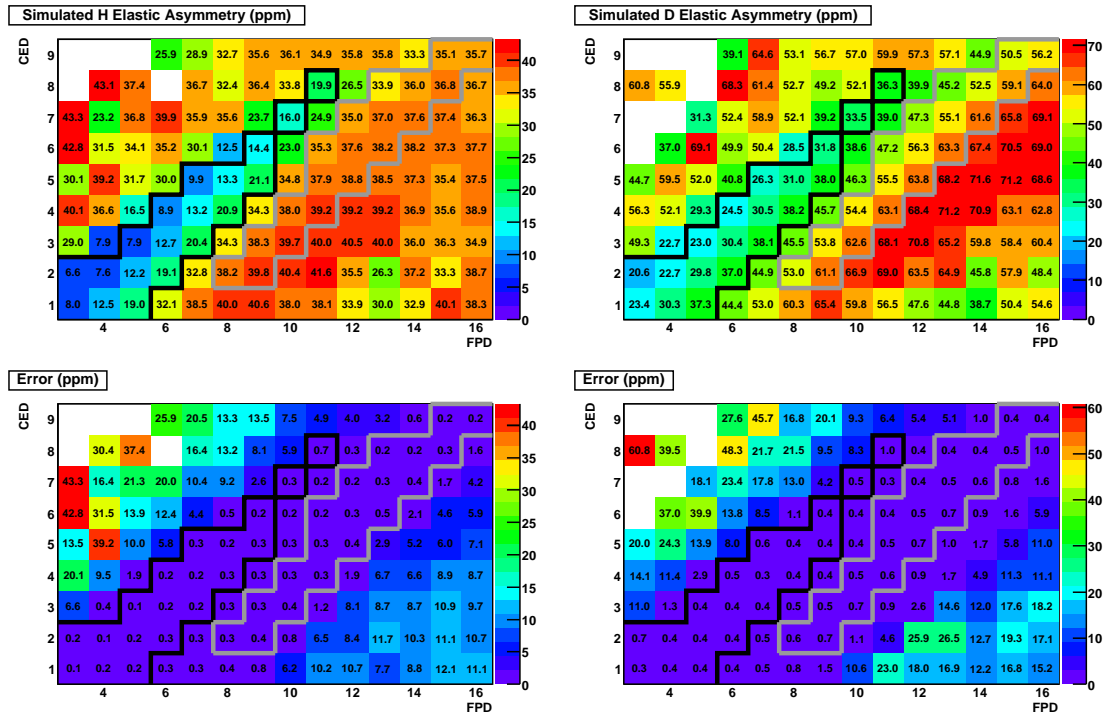 Simulated H Elastic Asymmetry (ppm)
CED
9 25.9 28.9 32.7 35.6 36.1 34.9 35.8 35.8 33.3 35.1 35.7
8 43.1 37.4 36.7 32.4 36.4 33.8 19.9 26.5 33.9 36.0 36.8 36.7
7 43.3 23.2 36.8 39.9 35.9 35.6 23.7 16.0 24.9 35.0 37.0 37.6 37.4 36.3
6 42.8 31.5 34.1 35.2 30.1 12.5 14.4 23.0 35.3 37.6 38.2 38.2 37.3 37.7
5 30.1 39.2 31.7 30.0 9.9 13.3 21.1 34.8 37.9 38.8 38.5 37.5 35.4 37.5
4 40.1 36.6 16.5 8.9 13.2 20.9 34.3 38.0 39.2 39.2 39.2 36.9 35.6 38.9
3 29.0 7.9 7.9 12.7 20.4 34.3 38.3 39.7 40.0 40.5 40.0 36.0 36.3 34.9
2 6.6 7.6 12.2 19.1 32.8 38.2 39.8 40.4 41.6 35.5 26.3 37.2 33.3 38.7
1 8.0 12.5 19.0 32.1 38.5 40.0 40.6 38.0 38.1 33.9 30.0 32.9 40.1 38.3
4 6 8 10 12 14 16
FPD
40
35
30
25
20
15
10
5
0
Simulated D Elastic Asymmetry (ppm)
CED
9 39.1 64.6 53.1 56.7 57.0 59.9 57.3 57.1 44.9 50.5 56.2
8 60.8 55.9 68.3 61.4 52.7 49.2 52.1 36.3 39.9 45.2 52.5 59.1 64.0
7 31.3 52.4 58.9 52.1 39.2 33.5 39.0 47.3 55.1 61.6 65.8 69.1
6 37.0 69.1 49.9 50.4 28.5 31.8 38.6 47.2 56.3 63.3 67.4 70.5 69.0
5 44.7 59.5 52.0 40.8 26.3 31.0 38.0 46.3 55.5 63.8 68.2 71.6 71.2 68.6
4 56.3 52.1 29.3 24.5 30.5 38.2 45.7 54.4 63.1 68.4 71.2 70.9 63.1 62.8
3 49.3 22.7 23.0 30.4 38.1 45.5 53.8 62.6 68.1 70.8 65.2 59.8 58.4 60.4
2 20.6 22.7 29.8 37.0 44.9 53.0 61.1 66.9 69.0 63.5 64.9 45.8 57.9 48.4
1 23.4 30.3 37.3 44.4 53.0 60.3 65.4 59.8 56.5 47.6 44.8 38.7 50.4 54.6
4 6 8 10 12 14 16
FPD
70
60
50
40
30
20
10
0
Error (ppm)
CED
9 25.9 20.5 13.3 13.5 7.5 4.9 4.0 3.2 0.6 0.2 0.2
8 30.4 37.4 16.4 13.2 8.1 5.9 0.7 0.3 0.2 0.2 0.3 1.6
7 43.3 16.4 21.3 20.0 10.4 9.2 2.6 0.3 0.2 0.2 0.3 0.4 1.7 4.2
6 42.8 31.5 13.9 12.4 4.4 0.5 0.2 0.2 0.3 0.3 0.5 2.1 4.6 5.9
5 13.5 39.2 10.0 5.8 0.3 0.2 0.3 0.3 0.3 0.4 2.9 5.2 6.0 7.1
4 20.1 9.5 1.9 0.2 0.2 0.3 0.3 0.3 0.3 1.9 6.7 6.6 8.9 8.7
3 6.6 0.4 0.1 0.2 0.2 0.3 0.3 0.4 1.2 8.1 8.7 8.7 10.9 9.7
2 0.2 0.1 0.2 0.3 0.3 0.3 0.4 0.8 6.5 8.4 11.7 10.3 11.1 10.7
1 0.1 0.2 0.2 0.3 0.3 0.4 0.8 6.2 10.2 10.7 7.7 8.8 12.1 11.1
4 6 8 10 12 14 16
FPD
40
35
30
25
20
15
10
5
0
Error (ppm)
CED
9 27.6 45.7 16.8 20.1 9.3 6.4 5.4 5.1 1.0 0.4 0.4
8 60.8 39.5 48.3 21.7 21.5 9.5 8.3 1.0 0.4 0.4 0.4 0.5 1.0
7 18.1 23.4 17.8 13.0 4.2 0.5 0.3 0.4 0.5 0.6 0.8 1.6
6 37.0 39.9 13.8 8.5 1.1 0.4 0.4 0.4 0.5 0.7 0.9 1.6 5.9
5 20.0 24.3 13.9 8.0 0.6 0.4 0.4 0.4 0.5 0.7 1.0 1.7 5.8 11.0
4 14.1 11.4 2.9 0.5 0.3 0.4 0.4 0.5 0.6 0.9 1.7 4.9 11.3 11.1
3 11.0 1.3 0.4 0.4 0.4 0.5 0.5 0.7 0.9 2.6 14.6 12.0 17.6 18.2
2 0.7 0.4 0.4 0.4 0.5 0.6 0.7 1.1 4.6 25.9 26.5 12.7 19.3 17.1
1 0.3 0.4 0.4 0.4 0.5 0.8 1.5 10.6 23.0 18.0 16.9 12.2 16.8 15.2
4 6 8 10 12 14 16
FPD
60
50
40
30
20
10
0